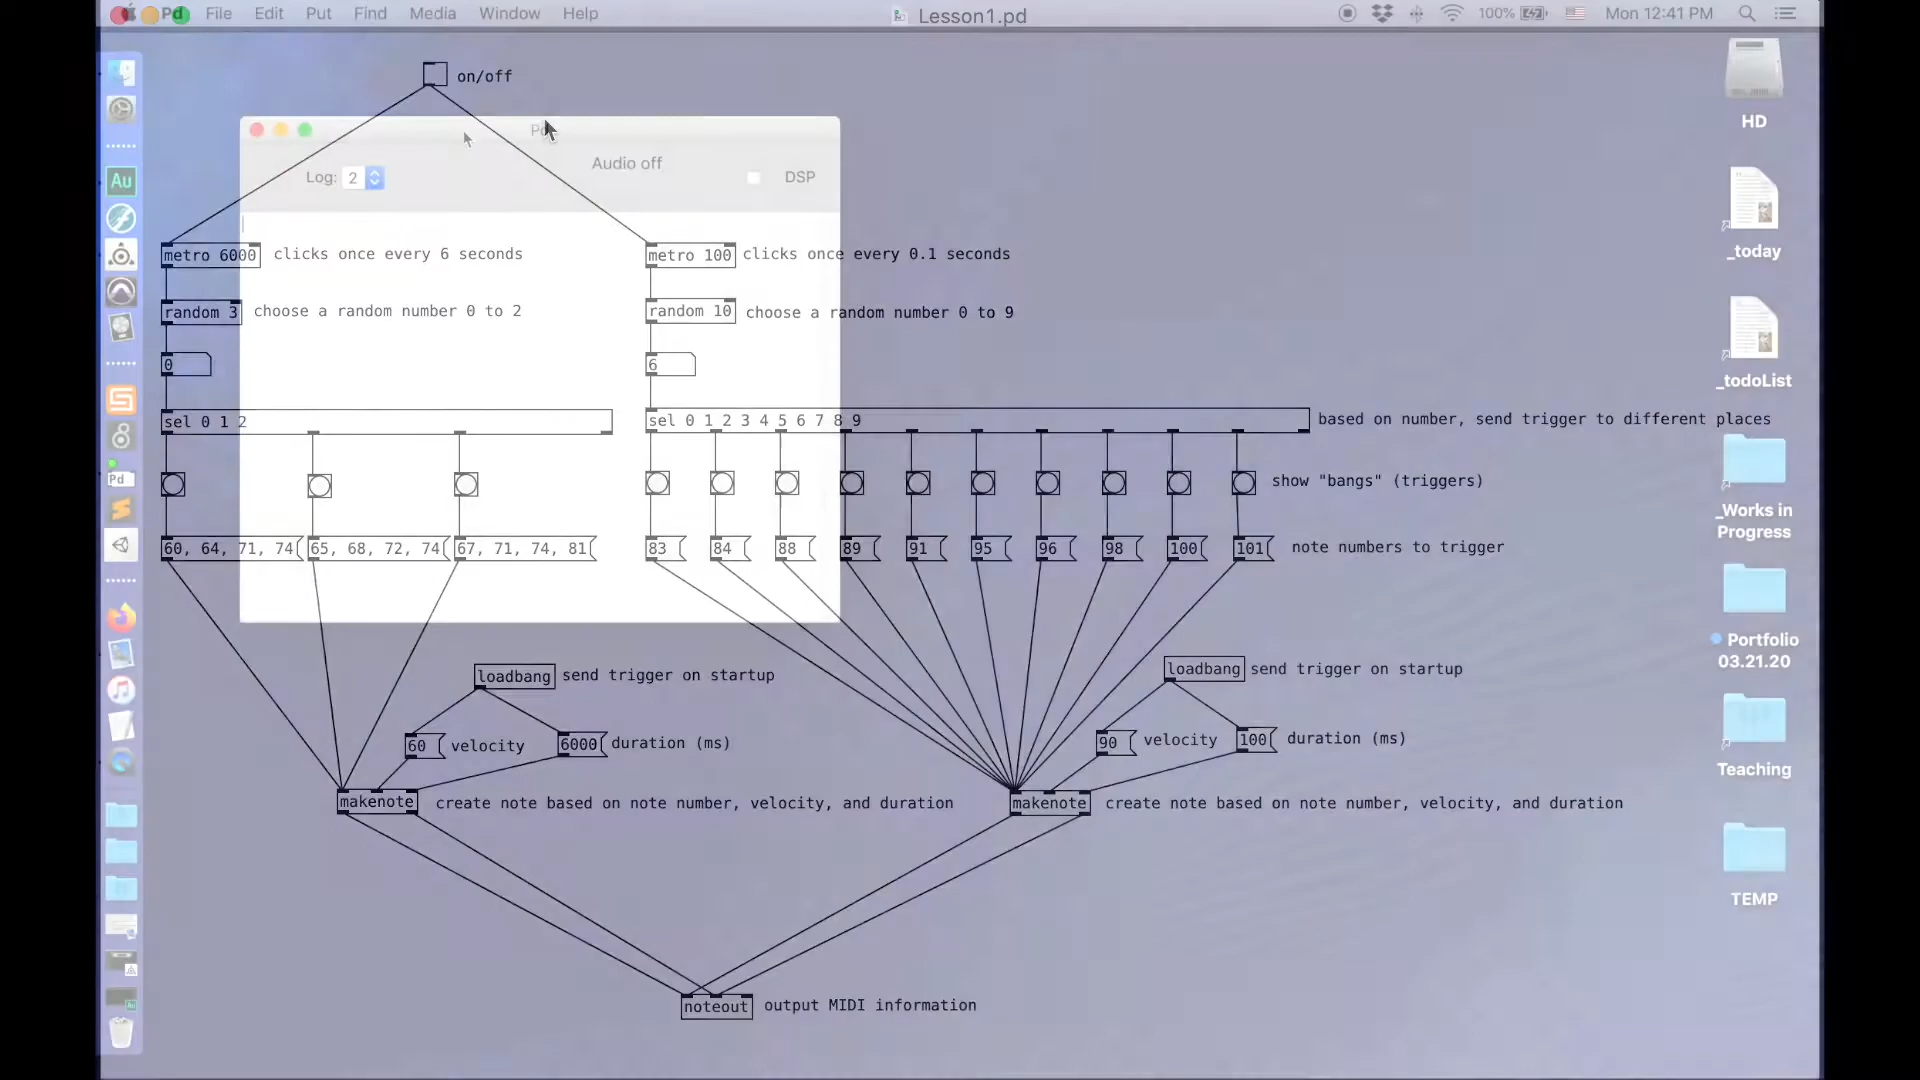 Pd File Edit Put Find Media Window Help
Lesson1.pd
100% Mon 12:41 PM
on/off
Audio off
Log: 2
DSP
metro 6000 clicks once every 6 seconds
metro 100 clicks once every 0.1 seconds
random 3 choose a random number 0 to 2
random 10 choose a random number 0 to 9
0
6
sel 0 1 2
sel 0 1 2 3 4 5 6 7 8 9
based on number, send trigger to different places
show "bangs" (triggers)
60, 64, 71, 74
65, 68, 72, 74
67, 71, 74, 81
83 84 88 89 91 95 96 98 100 101
note numbers to trigger
loadbang send trigger on startup
loadbang send trigger on startup
60 velocity
6000 duration (ms)
90 velocity
100 duration (ms)
makenote create note based on note number, velocity, and duration
makenote create note based on note number, velocity, and duration
noteout output MIDI information
HD
_today
_todoList
_Works in
Progress
Portfolio
03.21.20
Teaching
TEMP
Au
Pd